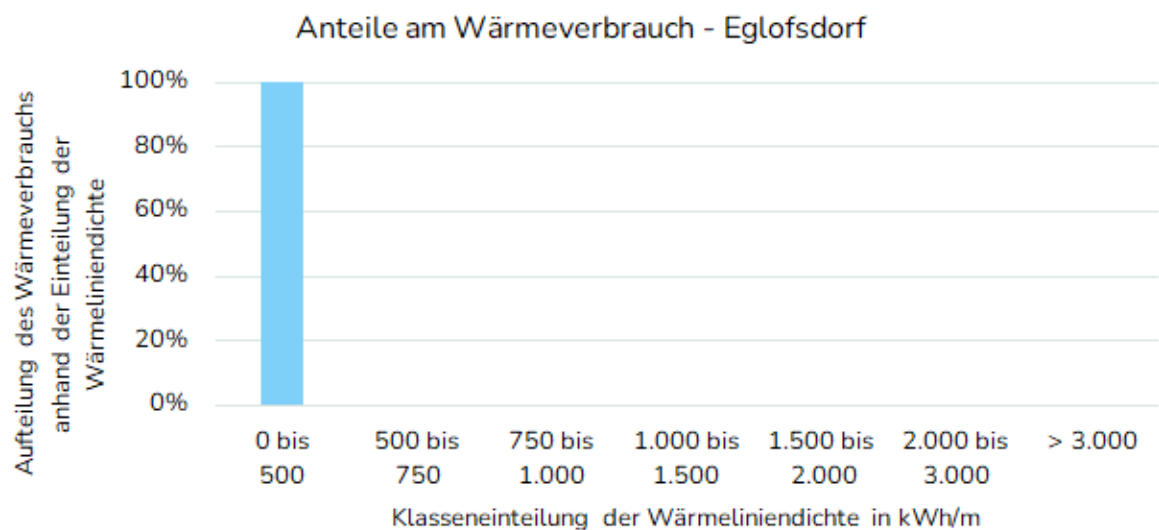 Anteile am Wärmeverbrauch - Eglofsdorf
Aufteilung des Wärmeverbrauchs
anhand der Einteilung der
Wärmeliniendichte
100%
80%
60%
40%
20%
0%
0 bis
500
500 bis
750
750 bis
1.000
1.000 bis
1.500
1.500 bis
2.000
2.000 bis
3.000
> 3.000
Klasseneinteilung der Wärmeliniendichte in kWh/m